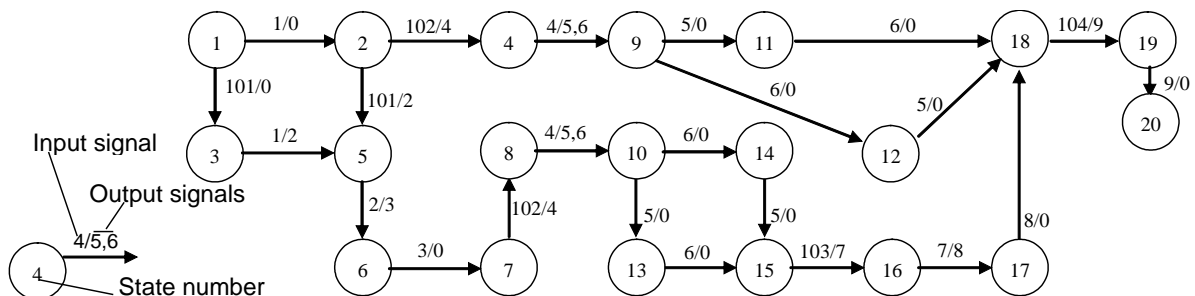 1 1/0 2 102/4 4 4/5,6 9 5/0 11 6/0 18 104/9 19
101/0 101/2 6/0 5/0 9/0
20
Input signal
3 1/2 5 8 4/5,6 10 6/0 14 12
Output signals
2/3 102/4 5/0 5/0 8/0
4/5,6
4 6 3/0 7 13 6/0 15 103/7 16 7/8 17
State number